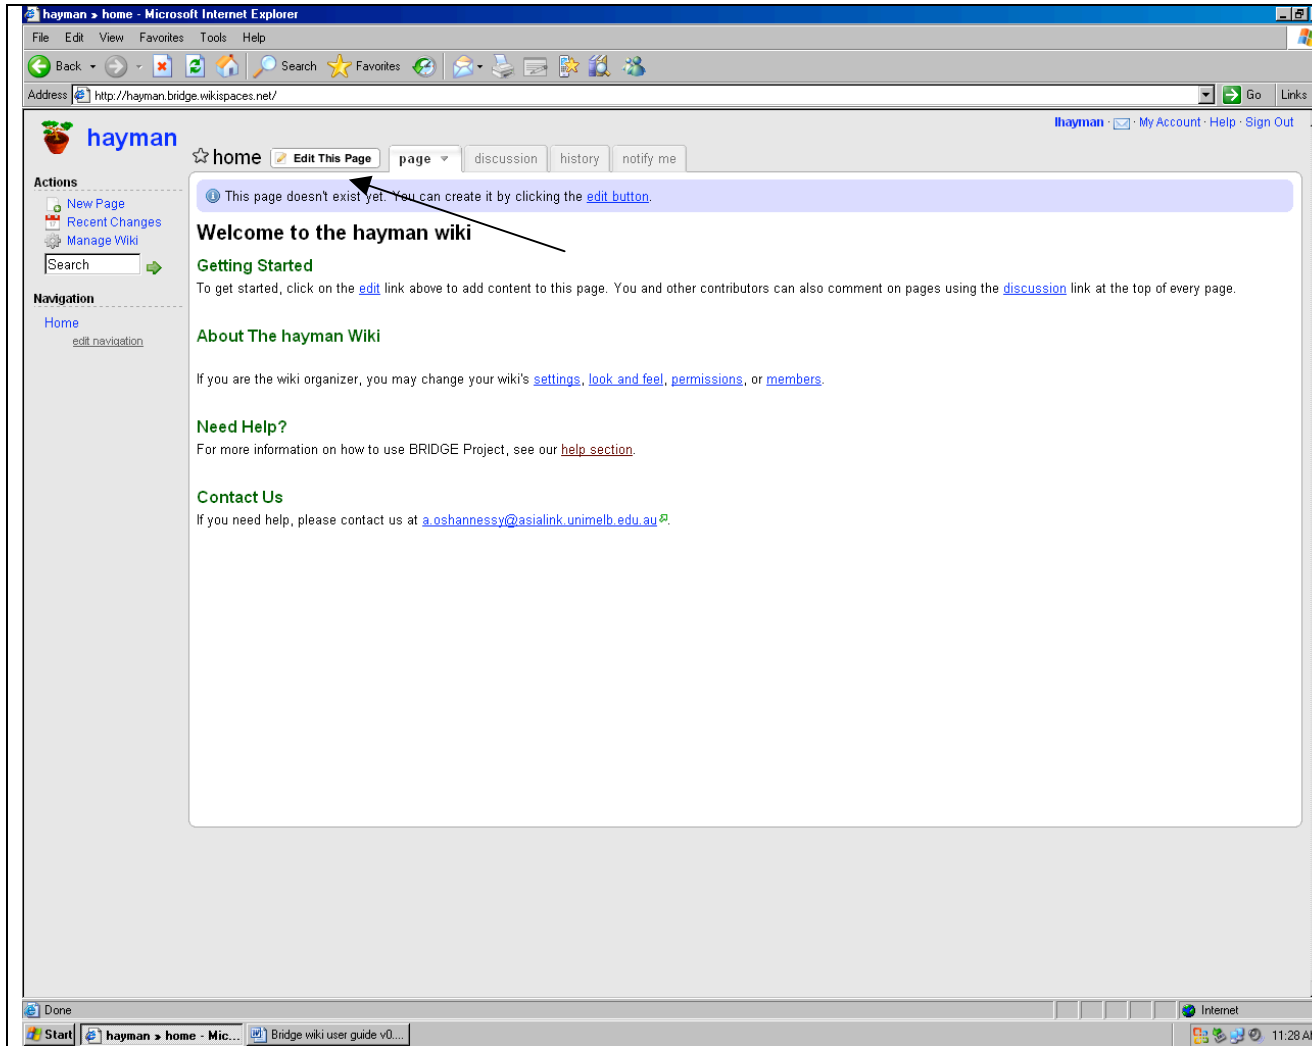 hayman > home - Microsoft Internet Explorer
File Edit View Favorites Tools Help
Back Search Favorites
Address http://hayman.bridge.wikispaces.net/ Go Links
lhayman · My Account · Help · Sign Out
hayman
home Edit This Page page discussion history notify me
Actions
New Page
Recent Changes
Manage Wiki
Search
Navigation
Home
edit navigation
This page doesn't exist yet. You can create it by clicking the edit button.
Welcome to the hayman wiki
Getting Started
To get started, click on the edit link above to add content to this page. You and other contributors can also comment on pages using the discussion link at the top of every page.
About The hayman Wiki
If you are the wiki organizer, you may change your wiki's settings, look and feel, permissions, or members.
Need Help?
For more information on how to use BRIDGE Project, see our help section.
Contact Us
If you need help, please contact us at a.oshannessy@asialink.unimelb.edu.au.
Done Internet
Start hayman > home - Mic... Bridge wiki user guide v0.... 11:28 A